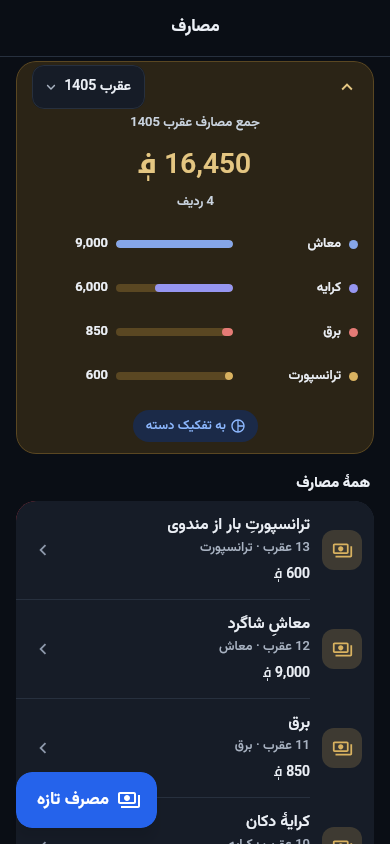 مصارف
عقرب 1405
جمع مصارف عقرب 1405
16,450 ؋
4 ردیف
معاش 9,000
کرایه 6,000
برق 850
ترانسپورت 600
به تفکیک دسته
همهٔ مصارف
ترانسپورتِ بار از مندوی
13 عقرب · ترانسپورت
600 ؋
معاشِ شاگرد
12 عقرب · معاش
9,000 ؋
برق
11 عقرب · برق
850 ؋
مصرف تازه
کرایهٔ دکان